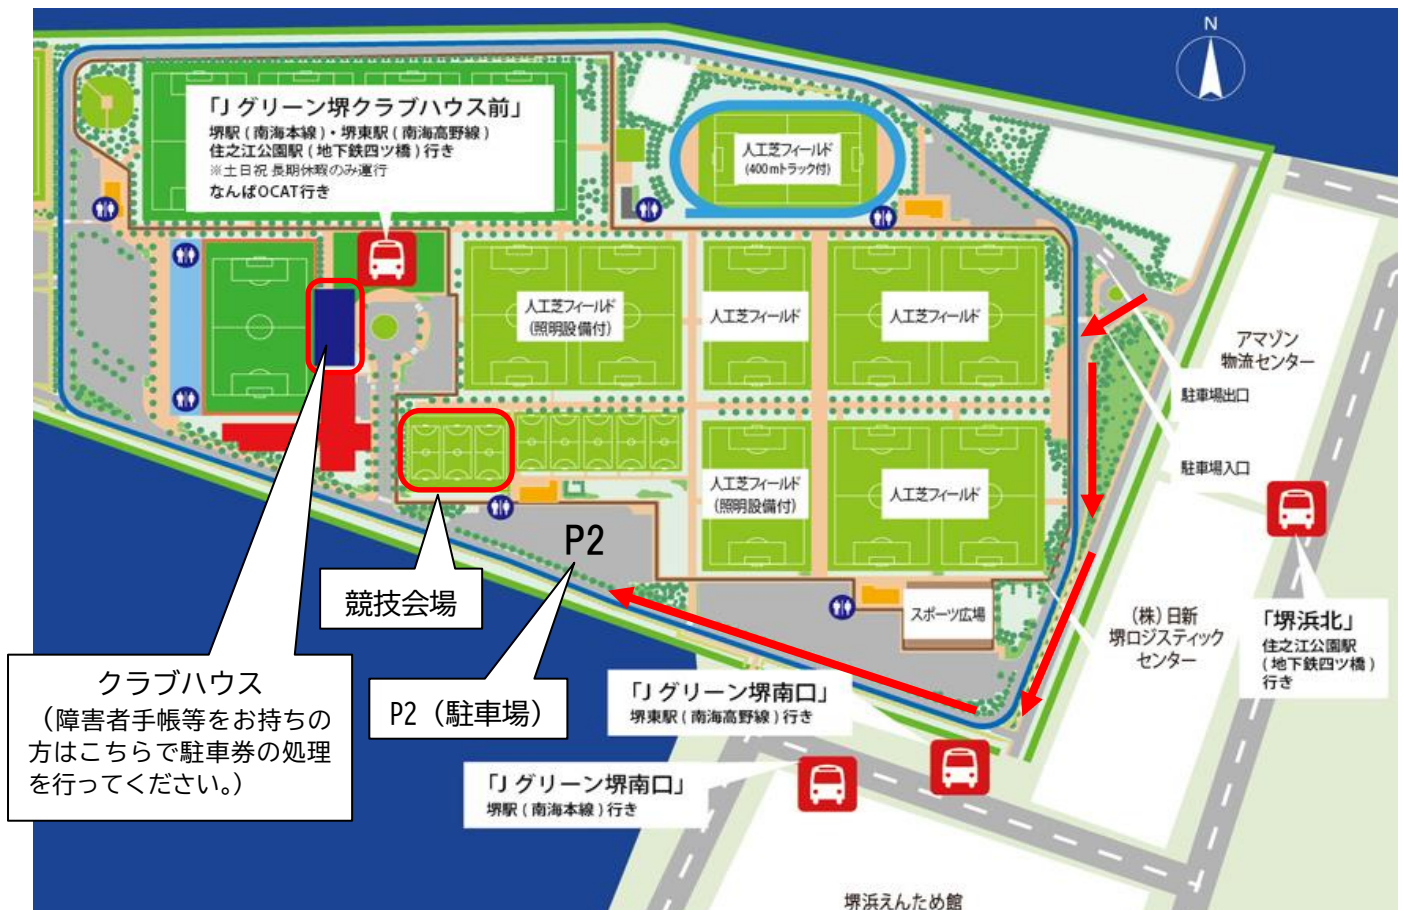 N
「J グリーン堺クラブハウス前」
堺駅 ( 南海本線 )・堺東駅 ( 南海高野線 )
住之江公園駅 ( 地下鉄四ツ橋 ) 行き
※土日祝 長期休暇のみ運行
なんばOCAT行き
人工芝フィールド
(400mトラック付)
人工芝フィールド
(照明設備付)
人工芝フィールド
人工芝フィールド
アマゾン
物流センター
駐車場出口
駐車場入口
人工芝フィールド
(照明設備付)
人工芝フィールド
P2
競技会場
スポーツ広場
(株) 日新
堺ロジスティック
センター
「堺浜北」
住之江公園駅
( 地下鉄四ツ橋 )
行き
クラブハウス
(障害者手帳等をお持ちの
方はこちらで駐車券の処理
を行ってください。)
P2 (駐車場)
「J グリーン堺南口」
堺東駅 ( 南海高野線 ) 行き
「J グリーン堺南口」
堺駅 ( 南海本線 ) 行き
堺浜えんため館